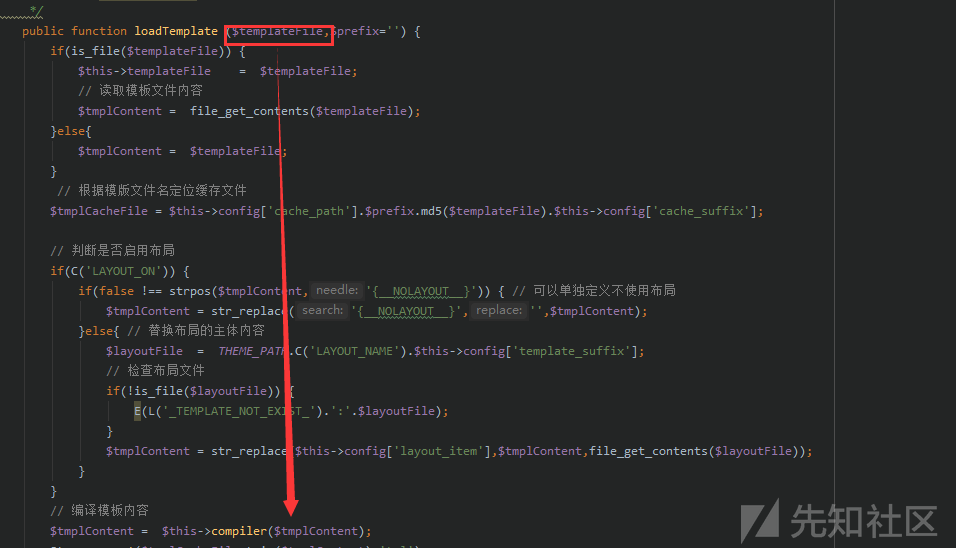 */
public function loadTemplate ($templateFile,$prefix='') {
if(is_file($templateFile)) {
$this->templateFile = $templateFile;
// 读取模板文件内容
$tmplContent = file_get_contents($templateFile);
}else{
$tmplContent = $templateFile;
}
// 根据模版文件名定位缓存文件
$tmplCacheFile = $this->config['cache_path'].$prefix.md5($templateFile).$this->config['cache_suffix'];
// 判断是否启用布局
if(C('LAYOUT_ON')) {
if(false !== strpos($tmplContent, needle: '{__NOLAYOUT__}')) { // 可以单独定义不使用布局
$tmplContent = str_replace( search: '{__NOLAYOUT__}', replace: '',$tmplContent);
}else{ // 替换布局的主体内容
$layoutFile = THEME_PATH.C('LAYOUT_NAME').$this->config['template_suffix'];
// 检查布局文件
if(!is_file($layoutFile)) {
E(L('_TEMPLATE_NOT_EXIST_').':'.$layoutFile);
}
$tmplContent = str_replace($this->config['layout_item'],$tmplContent,file_get_contents($layoutFile));
}
}
// 编译模板内容
$tmplContent = $this->compiler($tmplContent);
先知社区